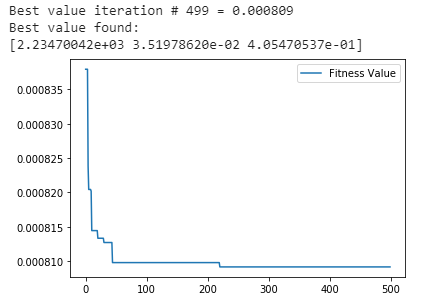 Best value iteration # 499 = 0.000809
Best value found:
[2.23470042e+03 3.51978620e-02 4.05470537e-01]
Fitness Value
0.000835
0.000830
0.000825
0.000820
0.000815
0.000810
0 100 200 300 400 500